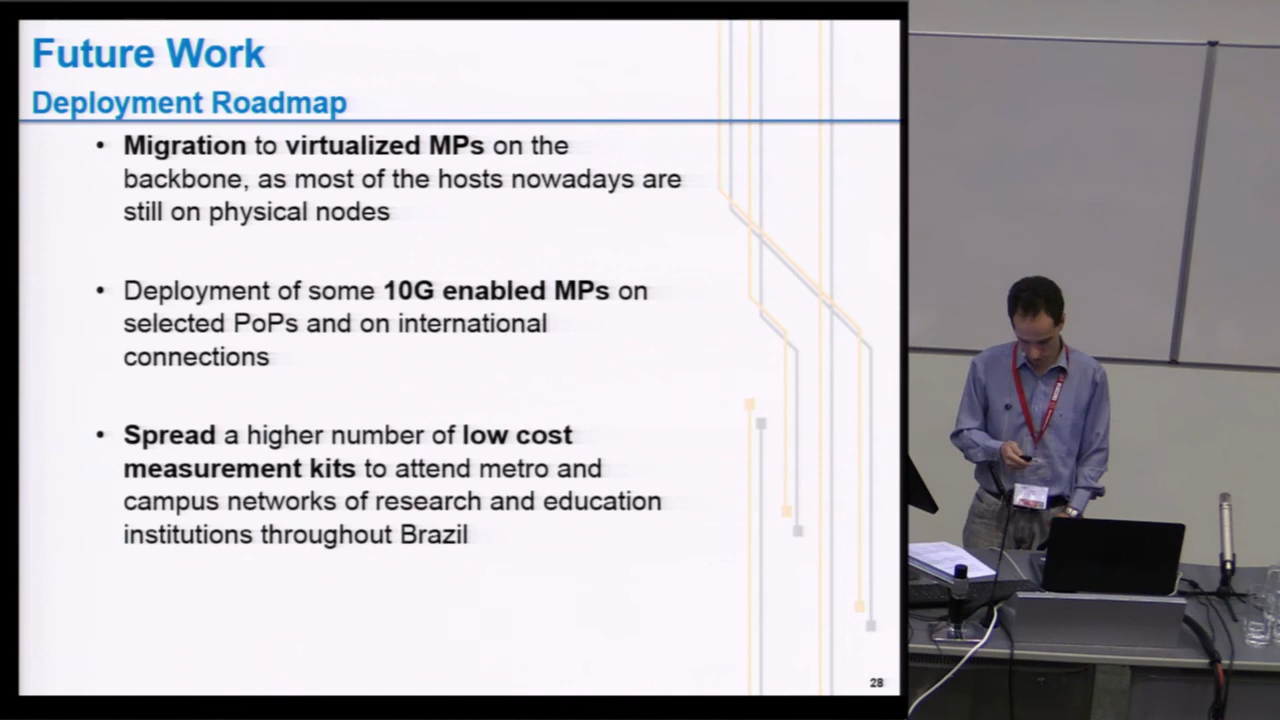 Future Work
Deployment Roadmap
• Migration to virtualized MPs on the
backbone, as most of the hosts nowadays are
still on physical nodes
• Deployment of some 10G enabled MPs on
selected PoPs and on international
connections
• Spread a higher number of low cost
measurement kits to attend metro and
campus networks of research and education
institutions throughout Brazil
28